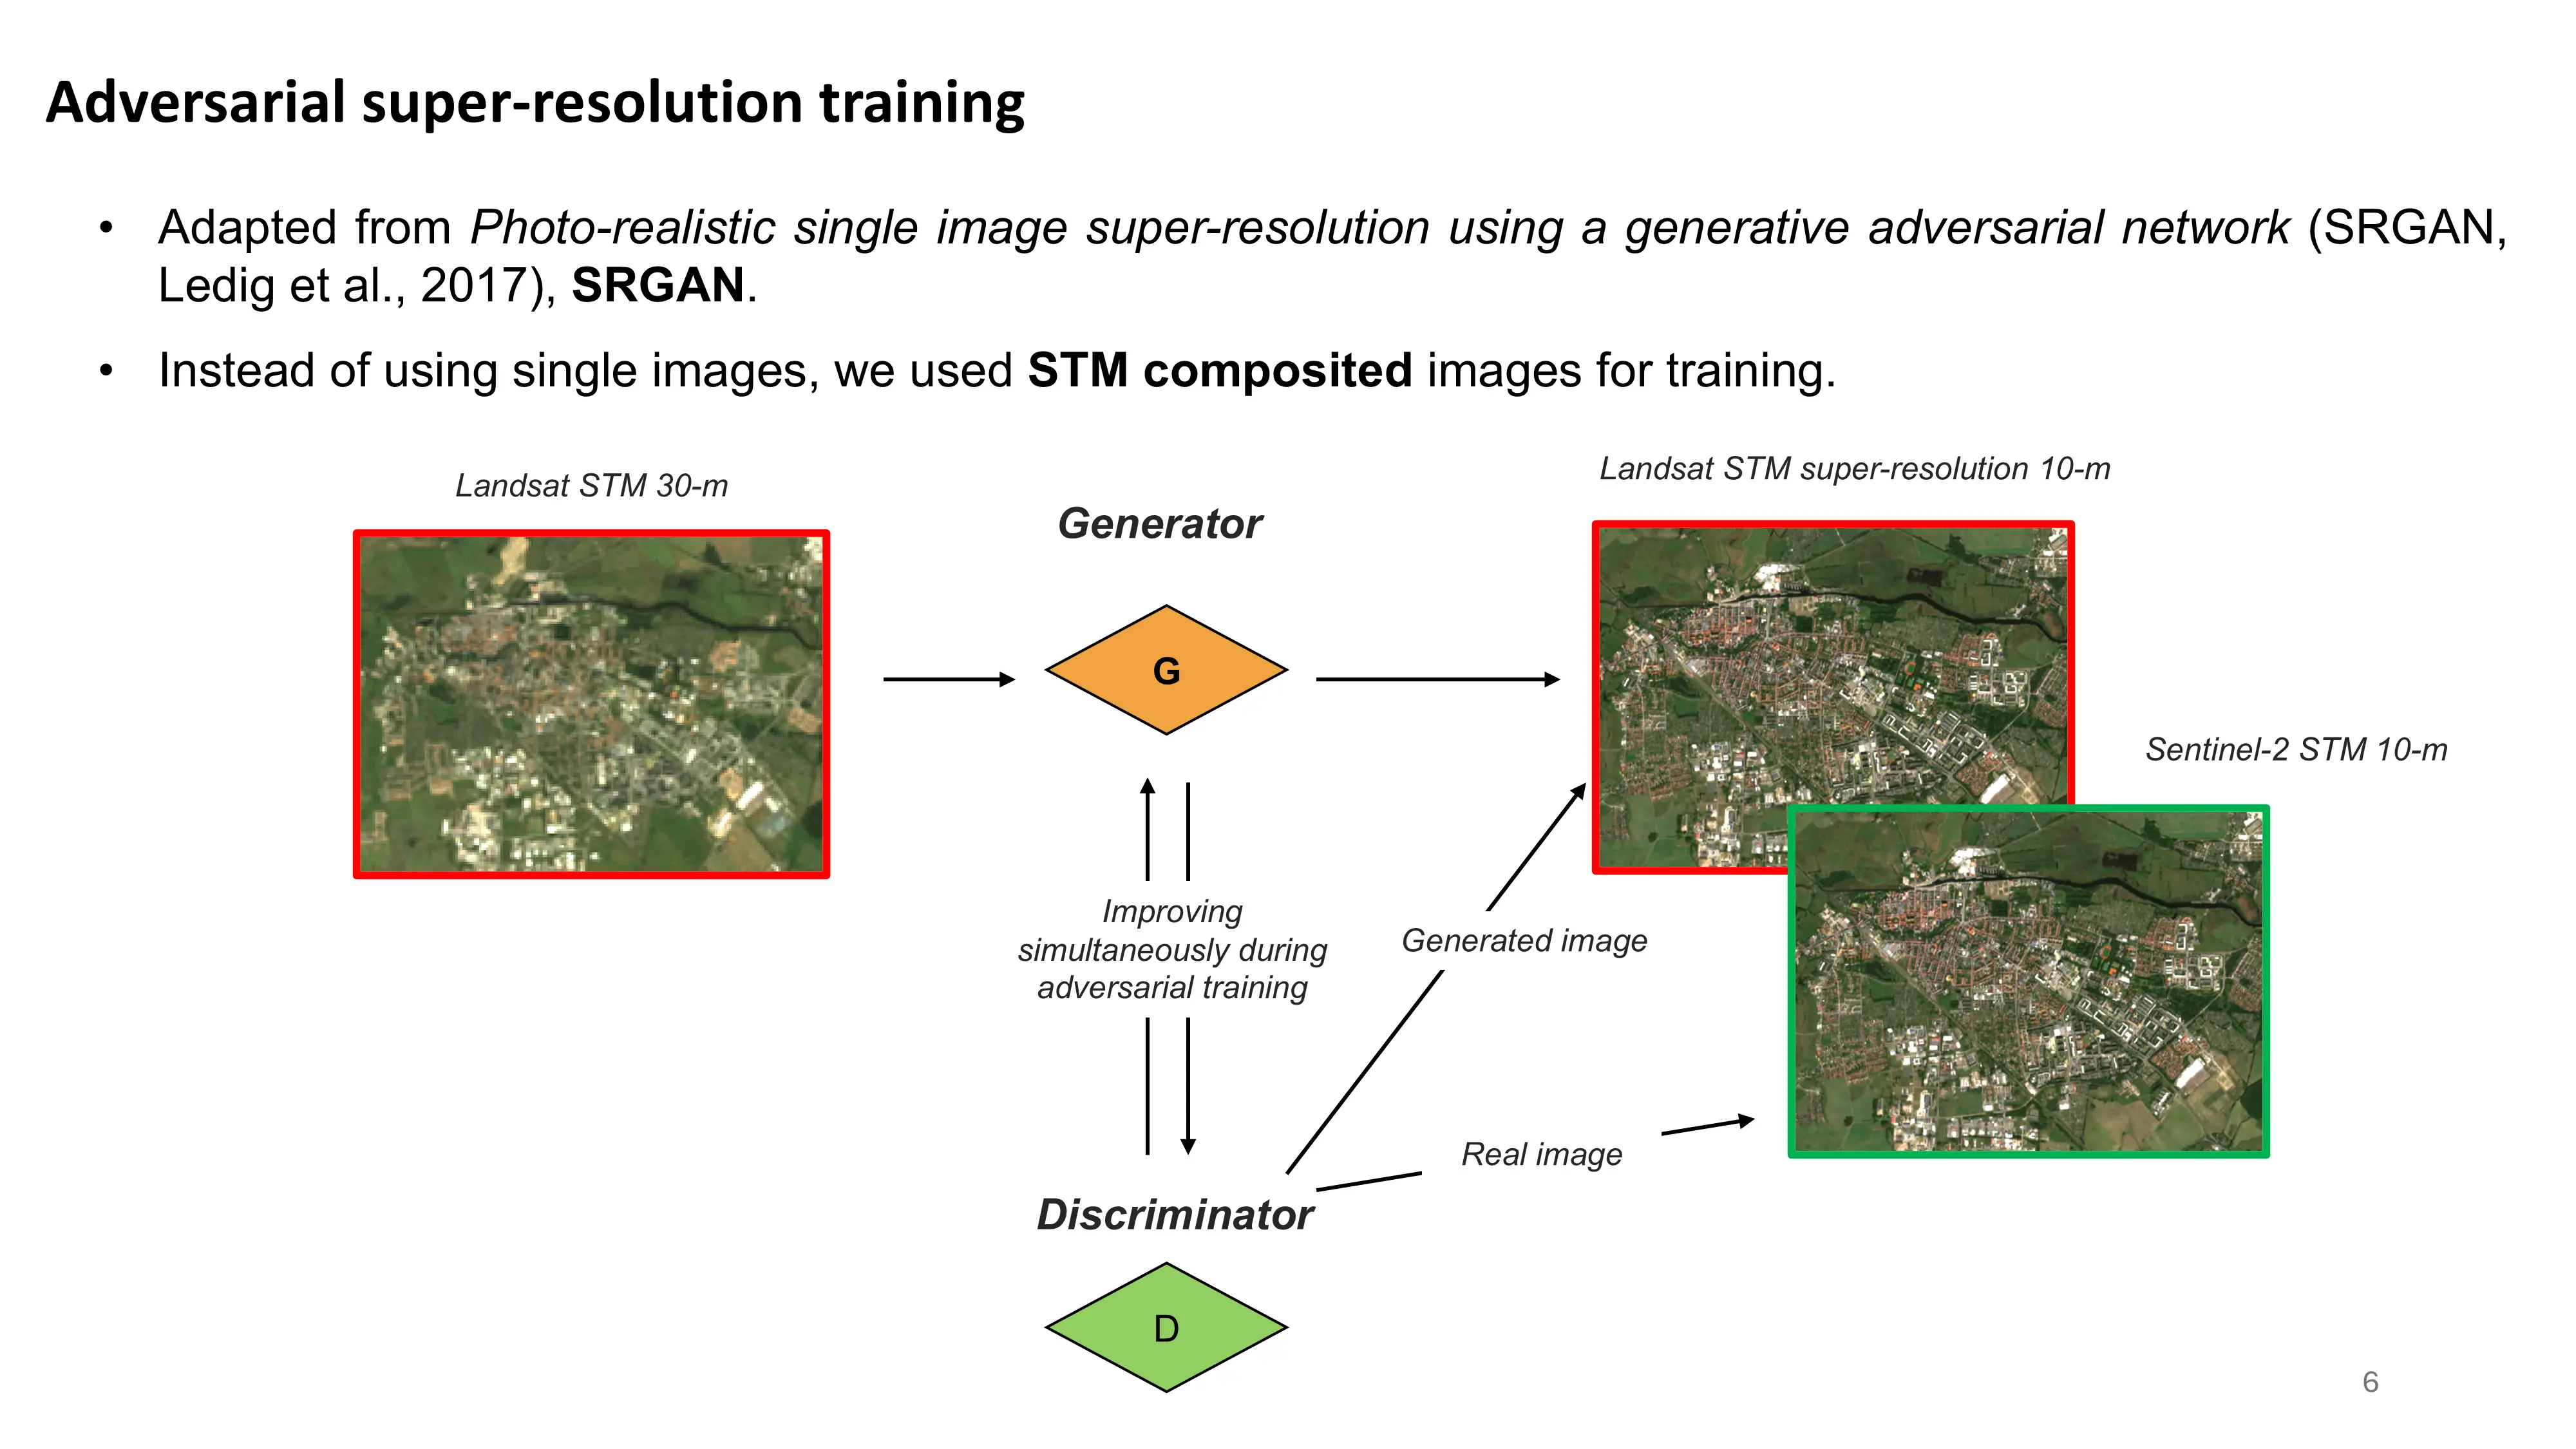 Adversarial super-resolution training
• Adapted from Photo-realistic single image super-resolution using a generative adversarial network (SRGAN,
Ledig et al., 2017), SRGAN.
• Instead of using single images, we used STM composited images for training.
Landsat STM 30-m
Generator
G
Landsat STM super-resolution 10-m
Sentinel-2 STM 10-m
Improving
simultaneously during
adversarial training
Generated image
Real image
Discriminator
D
6